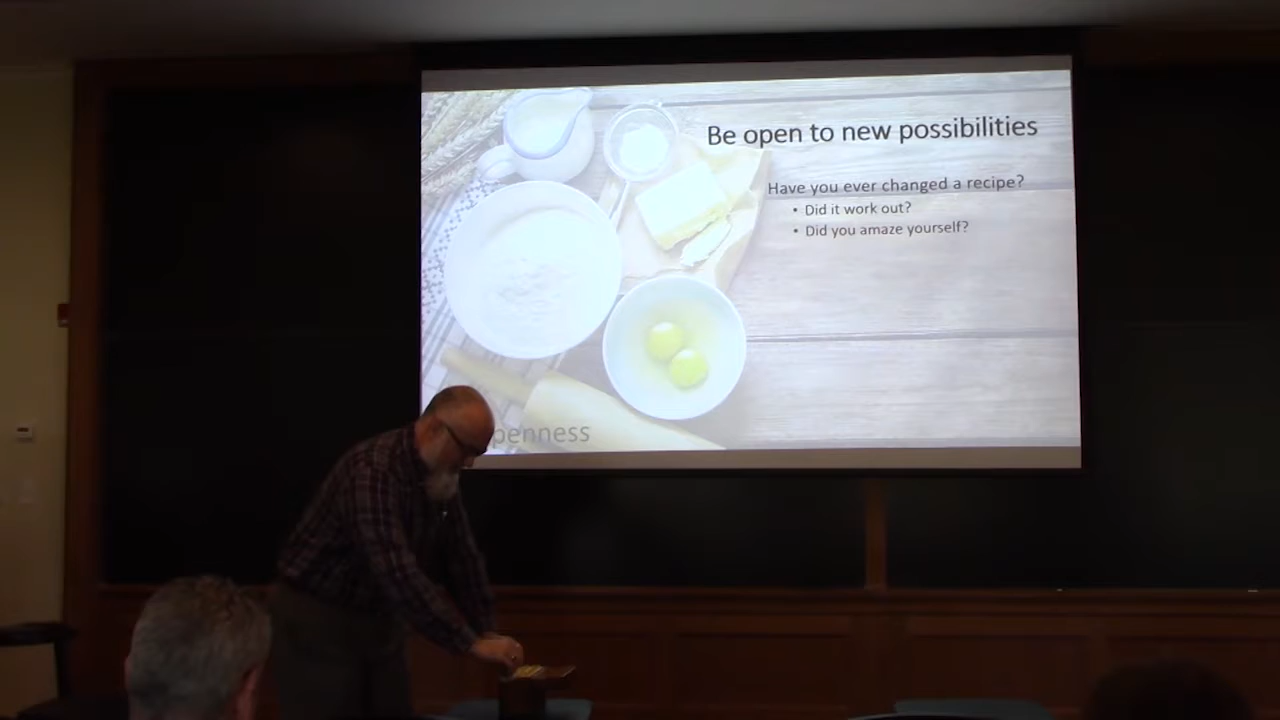 Be open to new possibilities
Have you ever changed a recipe?
• Did it work out?
• Did you amaze yourself?
penness